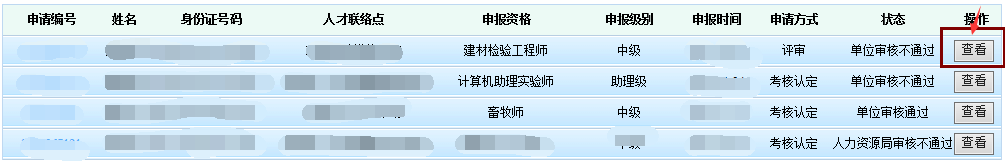 申请编号 姓名 身份证号码 人才联络点 申报资格 申报级别 申报时间 申请方式 状态 操作
建材检验工程师 中级 评审 单位审核不通过 查看
计算机助理实验师 助理级 考核认定 单位审核不通过 查看
畜牧师 中级 考核认定 单位审核通过 查看
考核认定 人力资源局审核不通过 查看